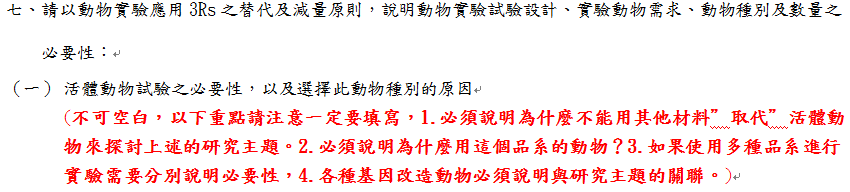 七、請以動物實驗應用 3Rs 之替代及減量原則，說明動物實驗試驗設計、實驗動物需求、動物種別及數量之
必要性：
（一） 活體動物試驗之必要性，以及選擇此動物種別的原因
(不可空白，以下重點請注意一定要填寫，1.必須說明為什麼不能用其他材料”取代”活體動
物來探討上述的研究主題。2.必須說明為什麼用這個品系的動物？3.如果使用多種品系進行
實驗需要分別說明必要性，4.各種基因改造動物必須說明與研究主題的關聯。)